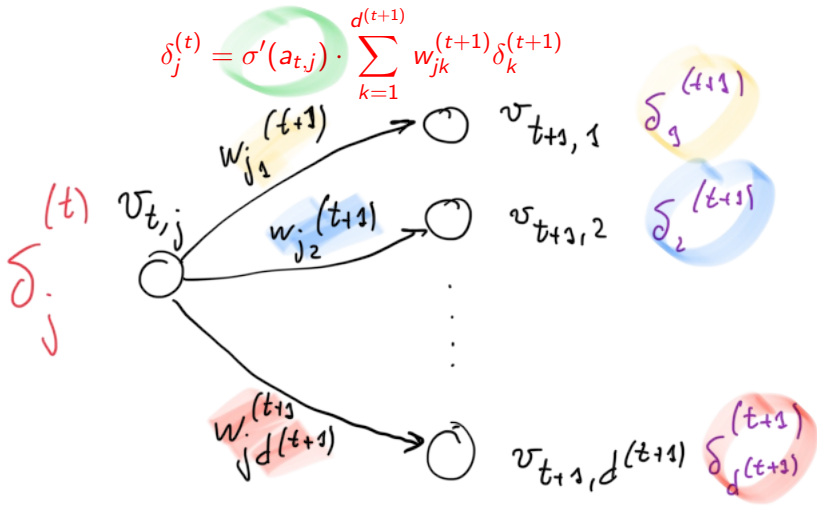 δ_j^{(t)} = σ′(a_{t,j}) · ∑_{k=1}^{d^{(t+1)}} w_{jk}^{(t+1)} δ_k^{(t+1)}
w_{j1}^{(t+1)} v_{t+1,1} δ_1^{(t+1)}
δ_j^{(t)} v_{t,j} w_{j2}^{(t+1)} v_{t+1,2} δ_2^{(t+1)}
w_{jd^{(t+1)}}^{(t+1} v_{t+1,d^{(t+1)}} δ_{d^{(t+1)}}^{(t+1)}